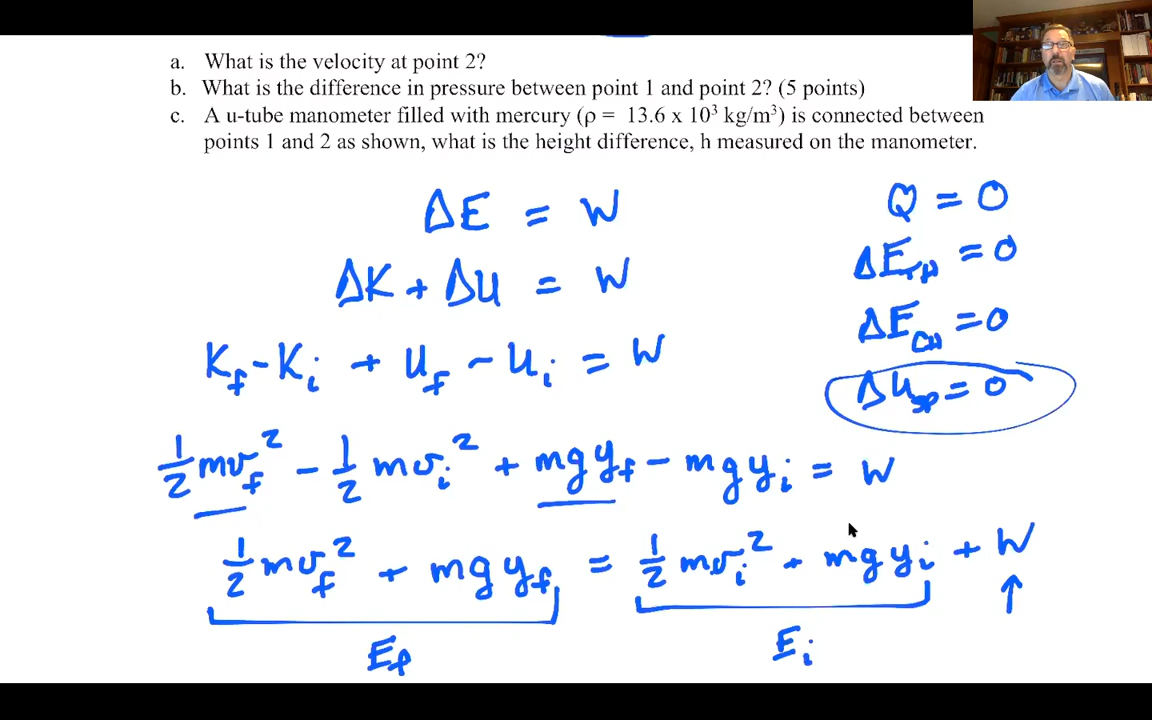 a. What is the velocity at point 2?
b. What is the difference in pressure between point 1 and point 2? (5 points)
c. A u-tube manometer filled with mercury (ρ = 13.6 x 10³ kg/m³) is connected between
points 1 and 2 as shown, what is the height difference, h measured on the manometer.
ΔE = W
Q = 0
ΔK + ΔU = W
ΔE_TH = 0
K_f - K_i + U_f - U_i = W
ΔE_CH = 0
ΔU_SP = 0
½mv_f² - ½mv_i² + mgy_f - mgy_i = W
½mv_f² + mgy_f = ½mv_i² + mgy_i + W
E_f E_i